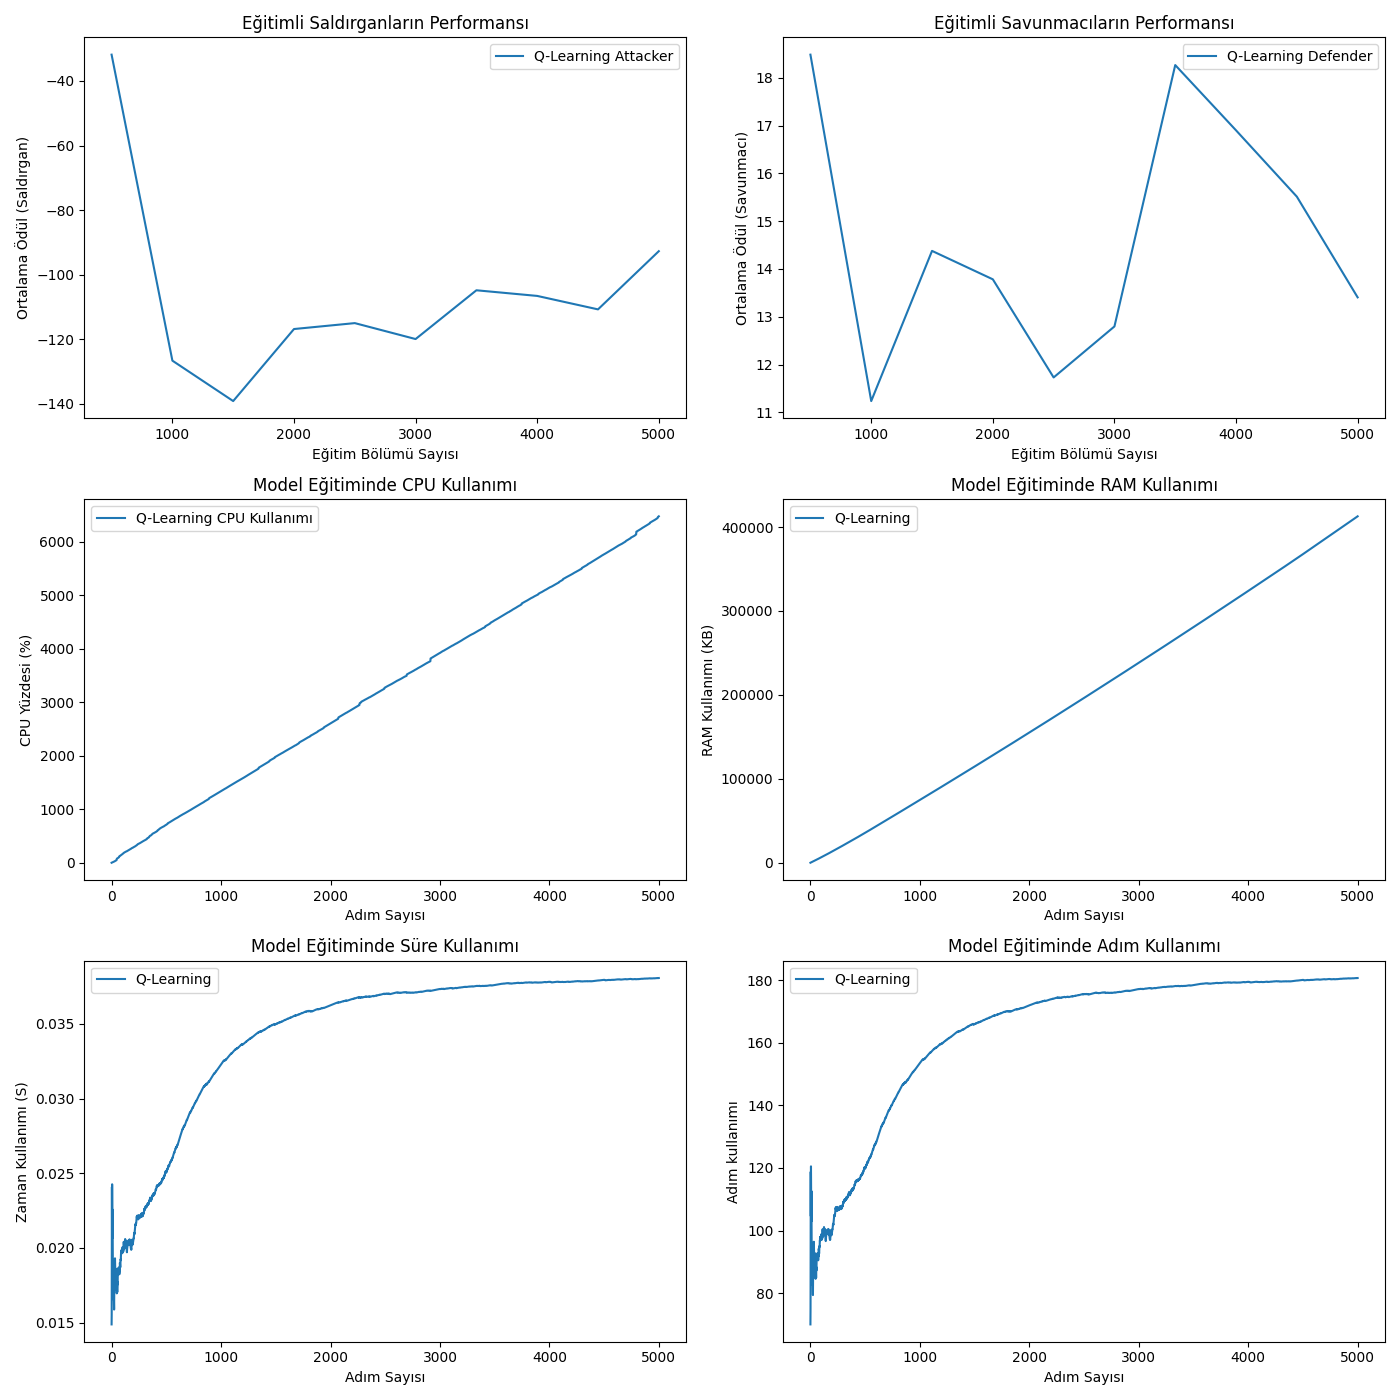 Eğitimli Saldırganların Performansı
Q-Learning Attacker
Ortalama Ödül (Saldırgan)
−40
−60
−80
−100
−120
−140
1000 2000 3000 4000 5000
Eğitim Bölümü Sayısı
Eğitimli Savunmacıların Performansı
Q-Learning Defender
Ortalama Ödül (Savunmacı)
18
17
16
15
14
13
12
11
1000 2000 3000 4000 5000
Eğitim Bölümü Sayısı
Model Eğitiminde CPU Kullanımı
Q-Learning CPU Kullanımı
CPU Yüzdesi (%)
6000
5000
4000
3000
2000
1000
0
0 1000 2000 3000 4000 5000
Adım Sayısı
Model Eğitiminde RAM Kullanımı
Q-Learning
RAM Kullanımı (KB)
400000
300000
200000
100000
0
0 1000 2000 3000 4000 5000
Adım Sayısı
Model Eğitiminde Süre Kullanımı
Q-Learning
Zaman Kullanımı (S)
0.035
0.030
0.025
0.020
0.015
0 1000 2000 3000 4000 5000
Adım Sayısı
Model Eğitiminde Adım Kullanımı
Q-Learning
Adım kullanımı
180
160
140
120
100
80
0 1000 2000 3000 4000 5000
Adım Sayısı